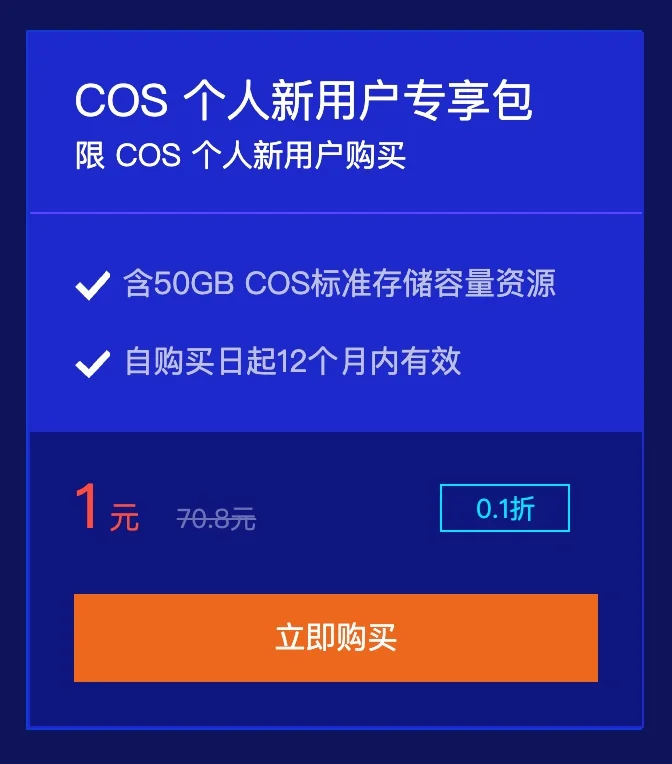 COS 个人新用户专享包
限 COS 个人新用户购买
含50GB COS标准存储容量资源
自购买日起12个月内有效
1元 70.8元 0.1折
立即购买